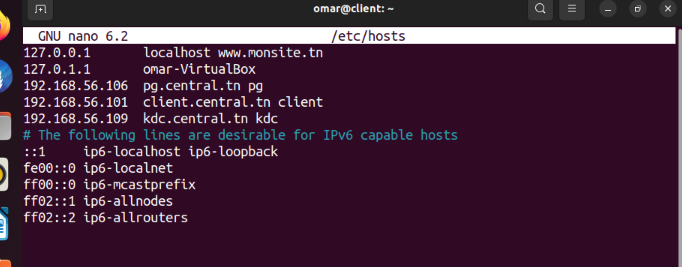 omar@client: ~
GNU nano 6.2 /etc/hosts
127.0.0.1 localhost www.monsite.tn
127.0.1.1 omar-VirtualBox
192.168.56.106 pg.central.tn pg
192.168.56.101 client.central.tn client
192.168.56.109 kdc.central.tn kdc
# The following lines are desirable for IPv6 capable hosts
::1 ip6-localhost ip6-loopback
fe00::0 ip6-localnet
ff00::0 ip6-mcastprefix
ff02::1 ip6-allnodes
ff02::2 ip6-allrouters